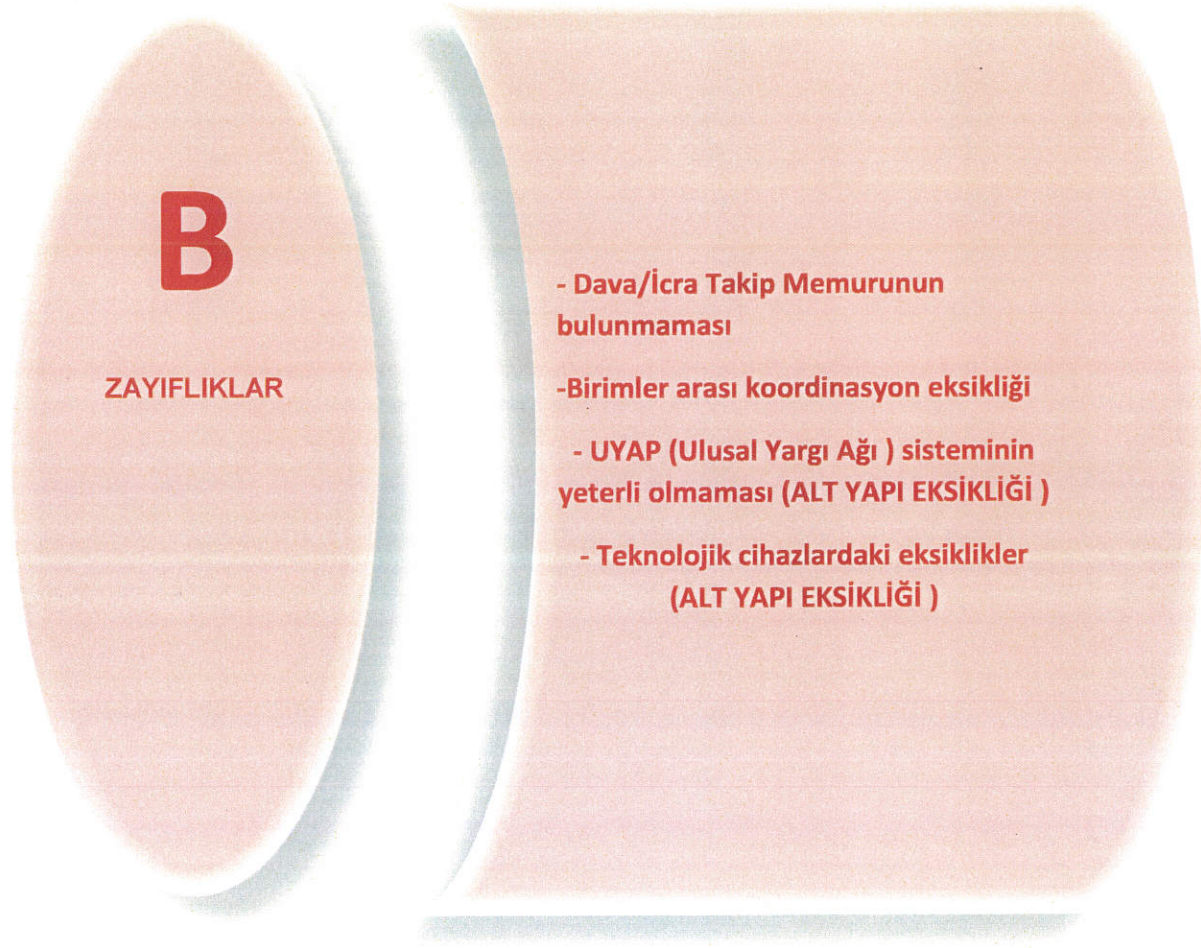 B
ZAYIFLIKLAR
- Dava/İcra Takip Memurunun
bulunmaması
-Birimler arası koordinasyon eksikliği
- UYAP (Ulusal Yargı Ağı ) sisteminin
yeterli olmaması (ALT YAPI EKSİKLİĞİ )
- Teknolojik cihazlardaki eksiklikler
(ALT YAPI EKSİKLİĞİ )